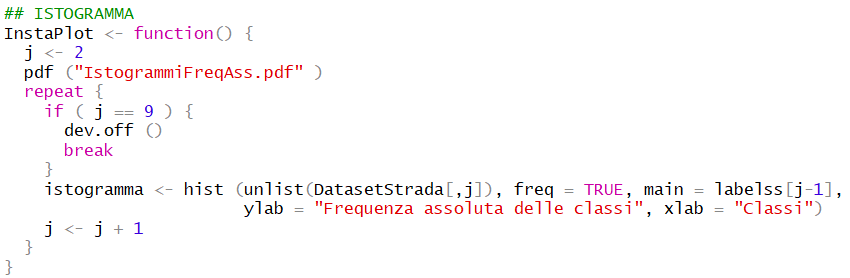 ## ISTOGRAMMA
InstaPlot <- function() {
  j <- 2
  pdf ("IstogrammiFreqAss.pdf" )
  repeat {
    if ( j == 9 ) {
      dev.off ()
      break
    }
    istogramma <- hist (unlist(DatasetStrada[,j]), freq = TRUE, main = labelss[j-1],
                        ylab = "Frequenza assoluta delle classi", xlab = "Classi")
    j <- j + 1
  }
}